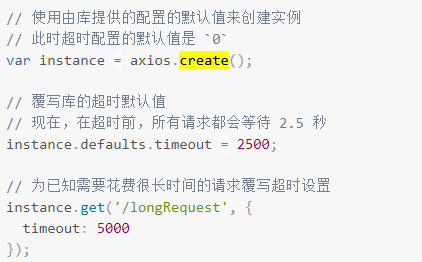 // 使用由库提供的配置的默认值来创建实例
// 此时超时配置的默认值是 `0`
var instance = axios.create();
// 覆写库的超时默认值
// 现在，在超时前，所有请求都会等待 2.5 秒
instance.defaults.timeout = 2500;
// 为已知需要花费很长时间的请求覆写超时设置
instance.get('/longRequest', {
  timeout: 5000
});